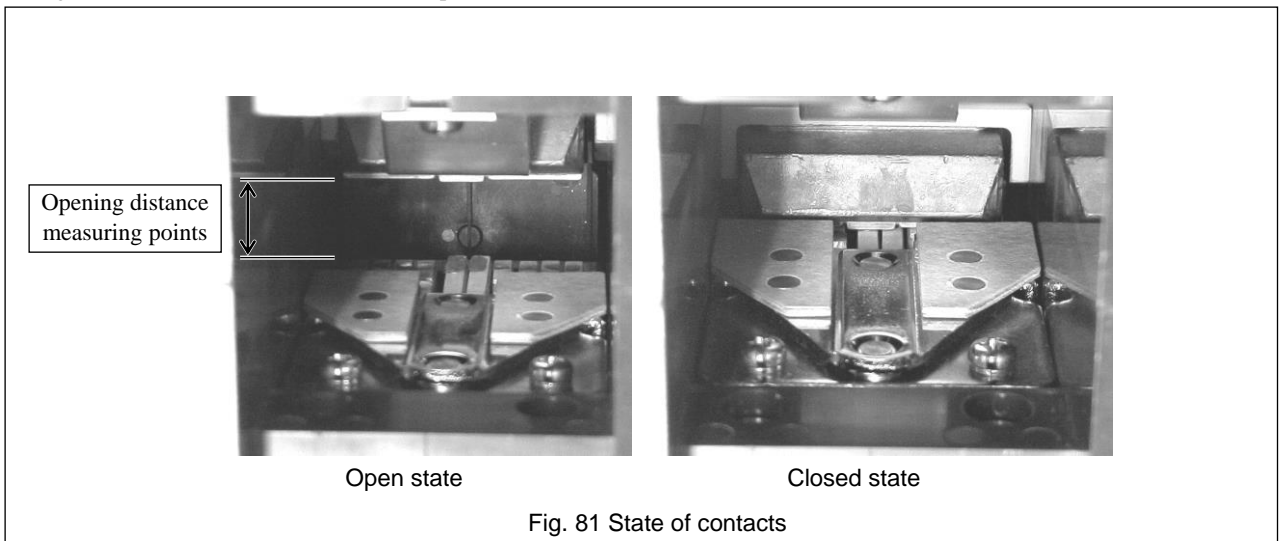 Opening distance
measuring points
Open state
Closed state
Fig. 81 State of contacts